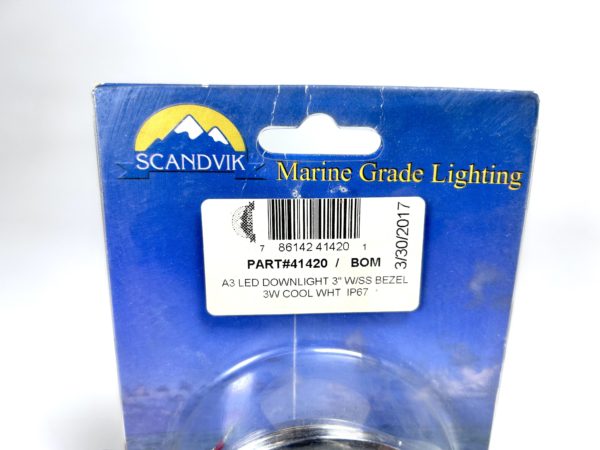 SCANDVIK
Marine Grade Lighting
7 86142 41420 1
PART#41420 / BOM
3/30/2017
A3 LED DOWNLIGHT 3" W/SS BEZEL
3W COOL WHT IP67